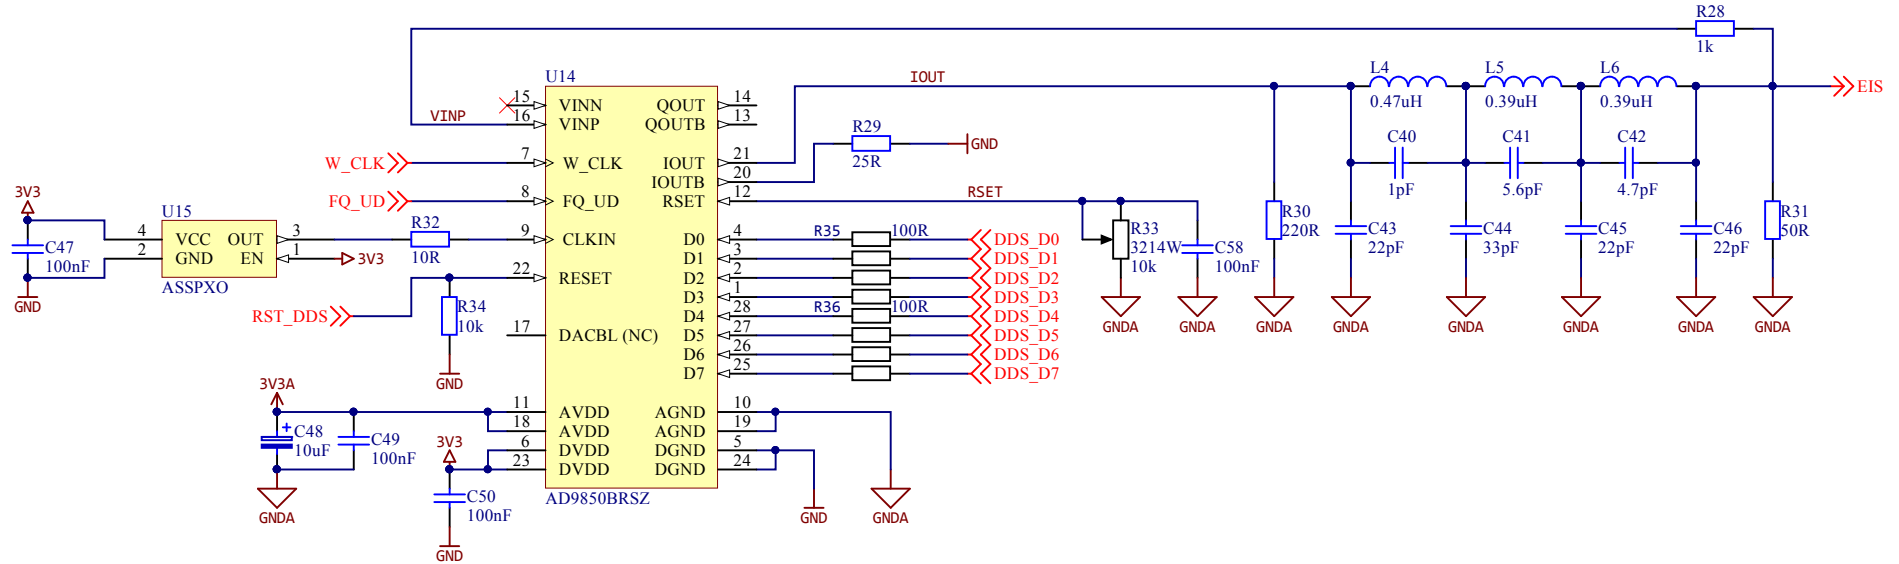 R28
1k
U14
IOUT
L4
L5
L6
0.47uH
0.39uH
0.39uH
EIS
15
VINN
QOUT
14
VINP
16
VINP
QOUTB
13
R29
25R
GND
C40
C41
C42
1pF
5.6pF
4.7pF
W_CLK
7
W_CLK
IOUT
21
IOUTB
20
3V3
FQ_UD
8
FQ_UD
RSET
12
RSET
U15
R32
10R
4
VCC
OUT
3
2
GND
EN
1
3V3
C47
100nF
GND
ASSPXO
9
CLKIN
D0
4
R35
100R
DDS_D0
D1
3
DDS_D1
22
RESET
D2
2
DDS_D2
D3
1
DDS_D3
RST_DDS
R34
10k
GND
D4
28
R36
100R
DDS_D4
17
DACBL (NC)
D5
27
DDS_D5
D6
26
DDS_D6
D7
25
DDS_D7
R33
3214W
10k
C58
100nF
R30
220R
C43
22pF
C44
33pF
C45
22pF
C46
22pF
R31
50R
GNDA
GNDA
GNDA
GNDA
GNDA
GNDA
GNDA
GNDA
3V3A
11
AVDD
AGND
10
18
AVDD
AGND
19
6
DVDD
DGND
5
23
DVDD
DGND
24
+
C48
10uF
C49
100nF
3V3
C50
100nF
AD9850BRSZ
GNDA
GND
GND
GNDA